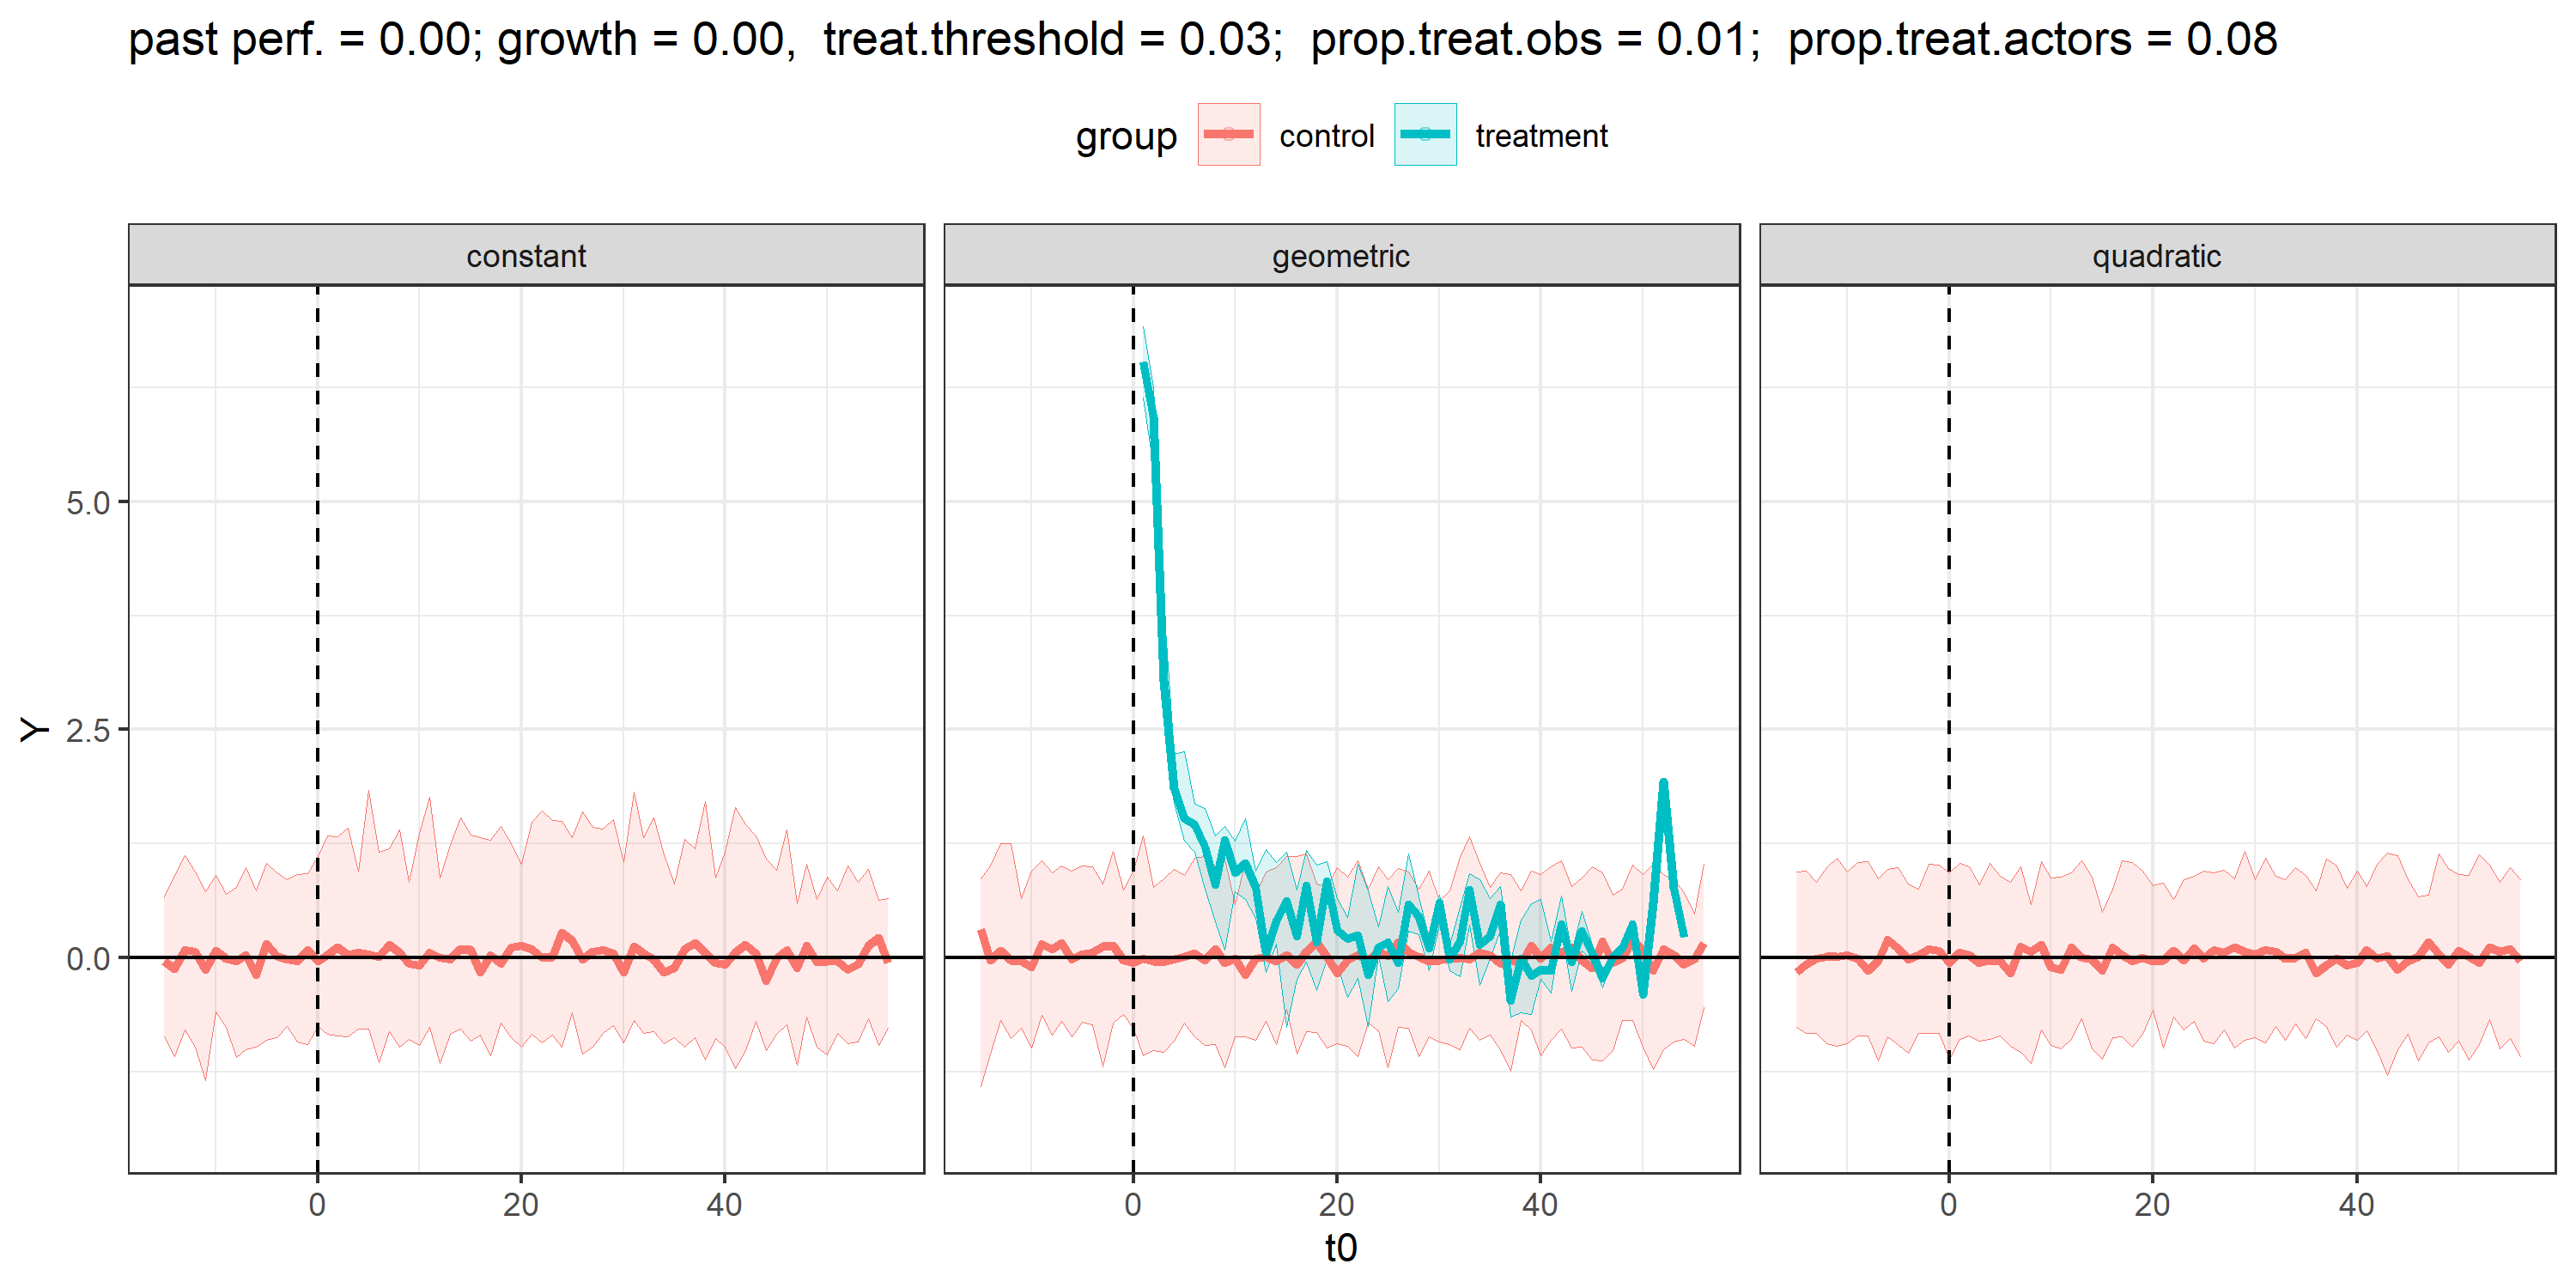 past perf. = 0.00; growth = 0.00,  treat.threshold = 0.03;  prop.treat.obs = 0.01;  prop.treat.actors = 0.08
group control treatment
constant geometric quadratic
Y
5.0
2.5
0.0
0 20 40 0 20 40 0 20 40
t0